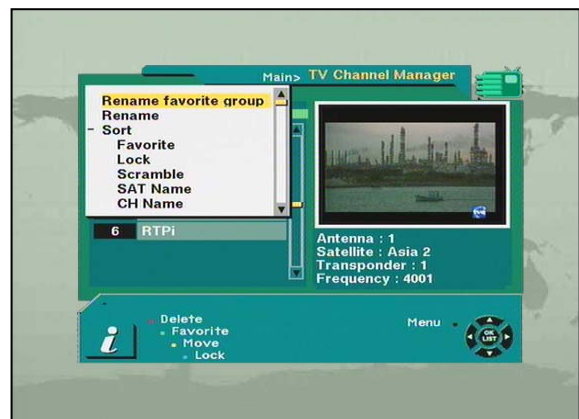 Main> TV Channel Manager
Rename favorite group
Rename
- Sort
Favorite
Lock
Scramble
SAT Name
CH Name
6 RTPi
Antenna : 1
Satellite : Asia 2
Transponder : 1
Frequency : 4001
Delete
Favorite
Move
Lock
i
Menu
OK
LIST